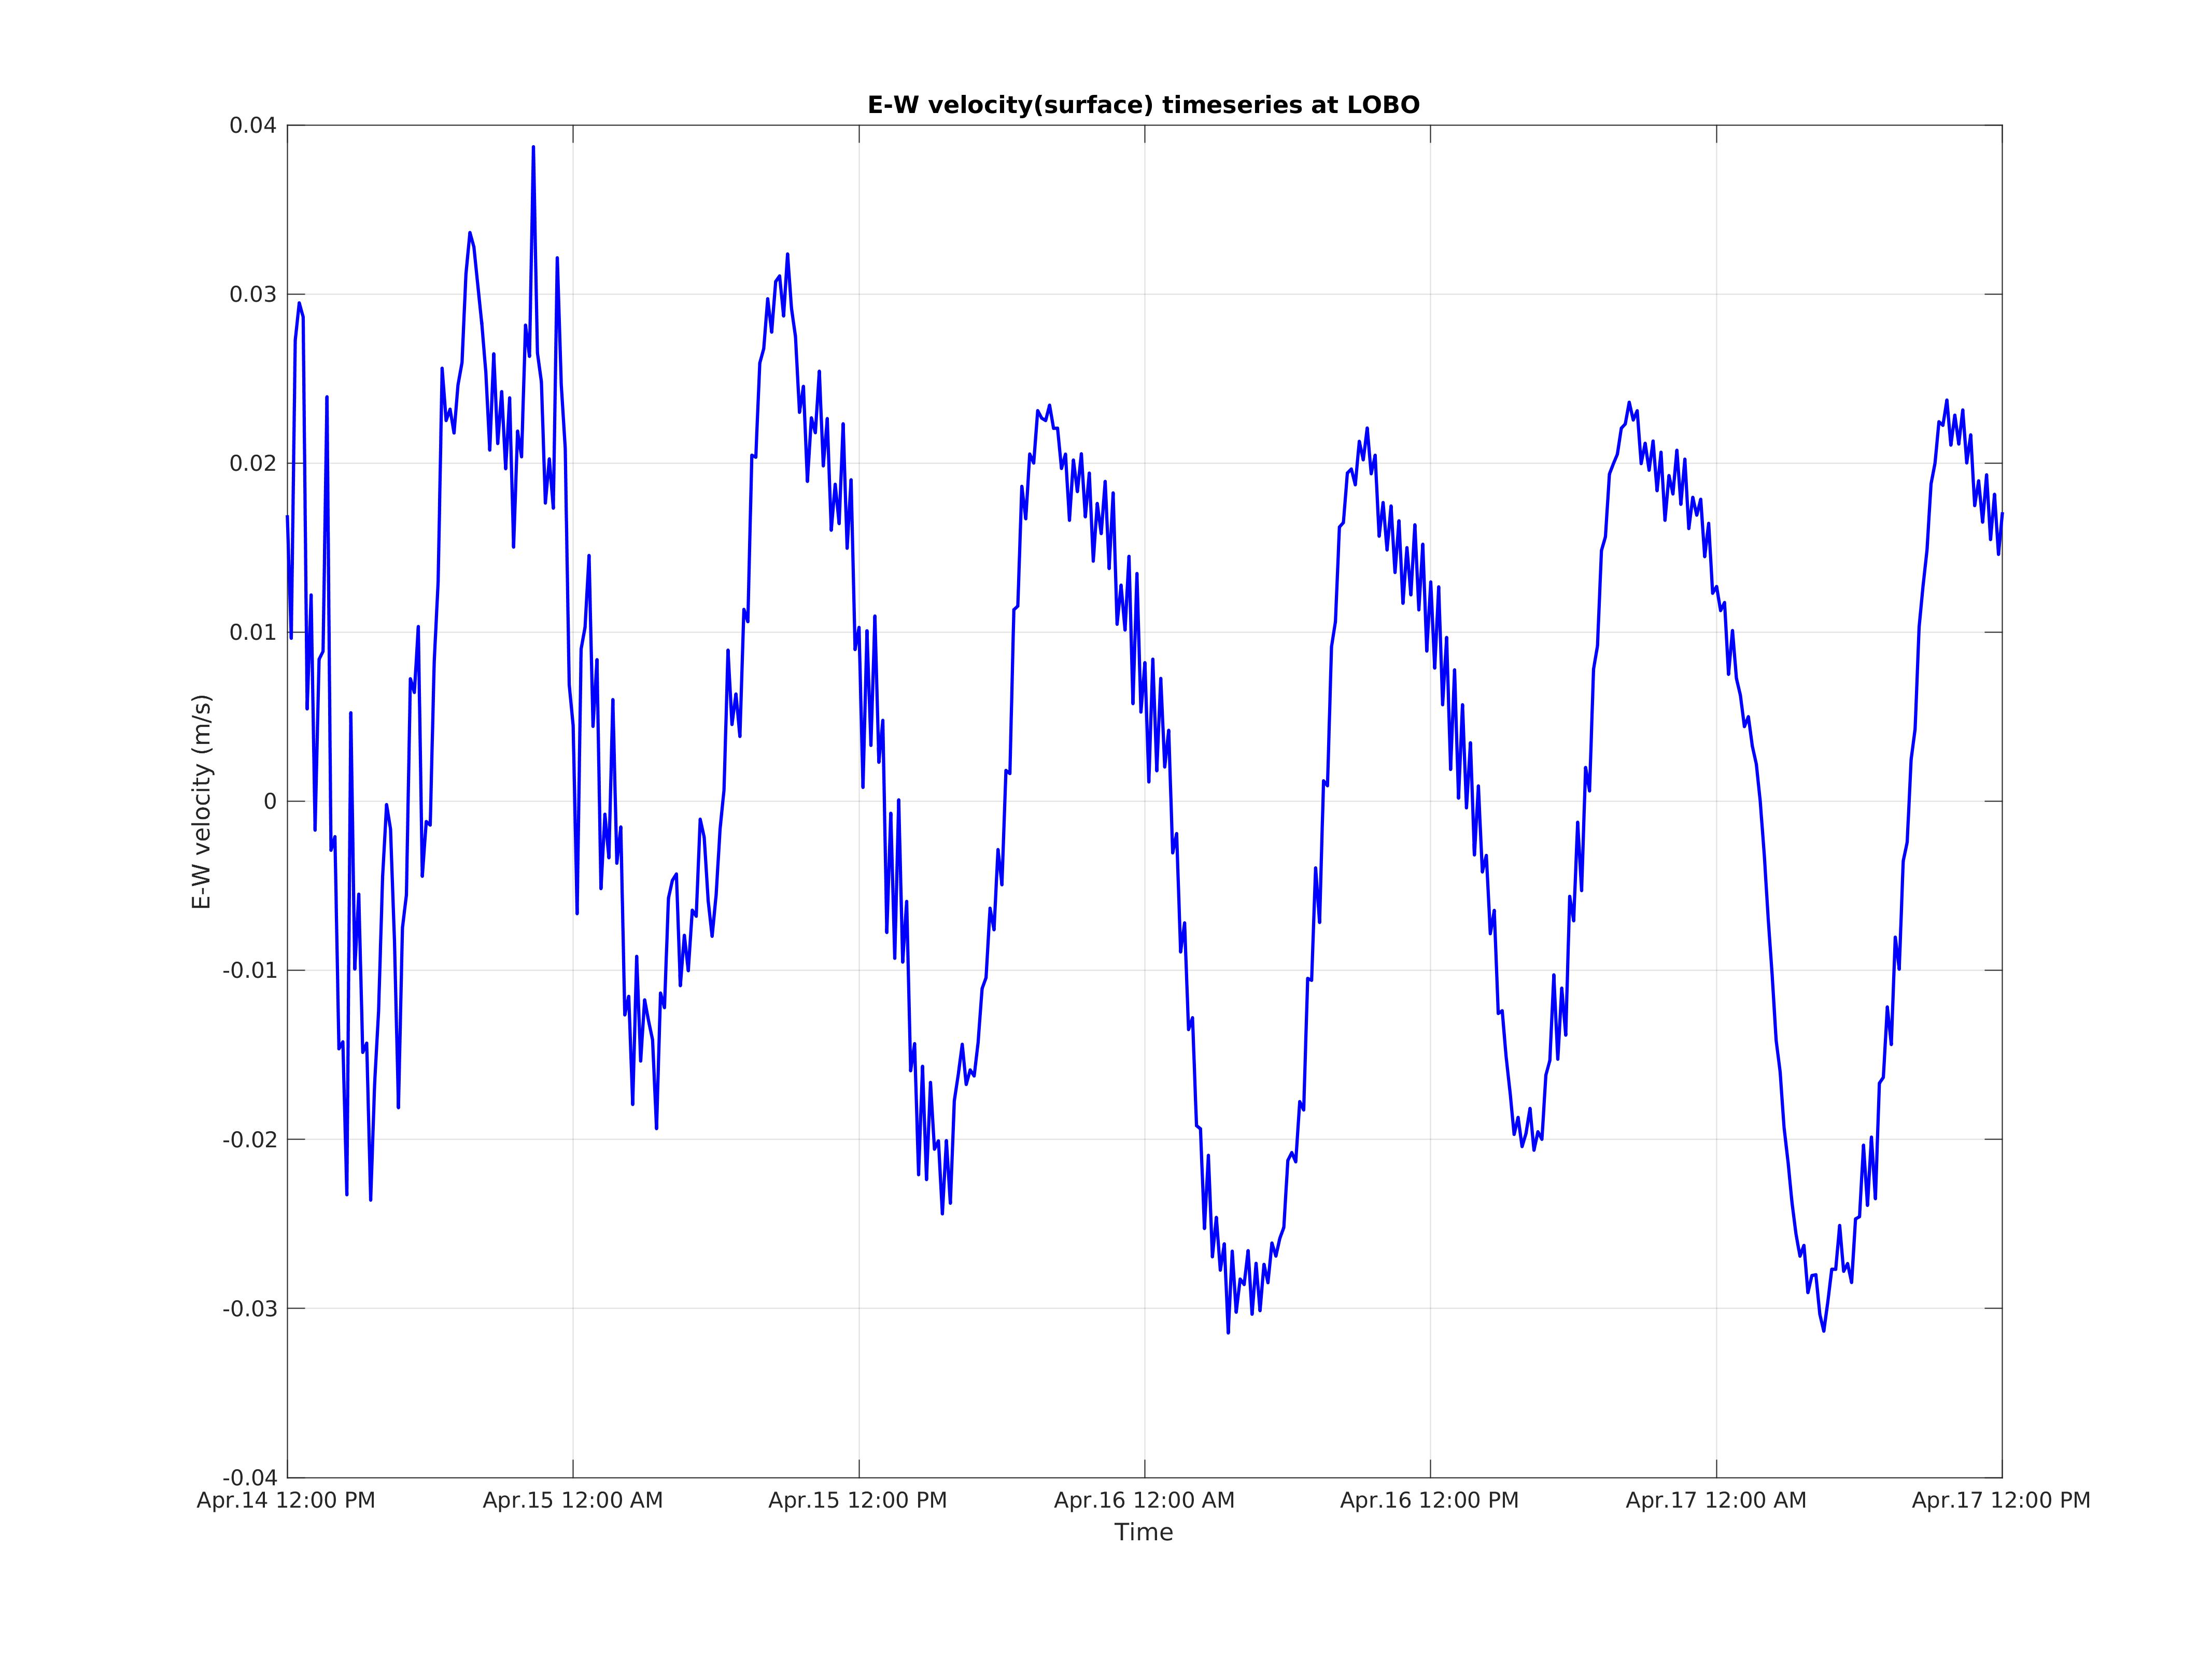 E-W velocity(surface) timeseries at LOBO
0.04
0.03
0.02
0.01
0
-0.01
-0.02
-0.03
-0.04
E-W velocity (m/s)
Apr.14 12:00 PM Apr.15 12:00 AM Apr.15 12:00 PM Apr.16 12:00 AM Apr.16 12:00 PM Apr.17 12:00 AM Apr.17 12:00 PM
Time